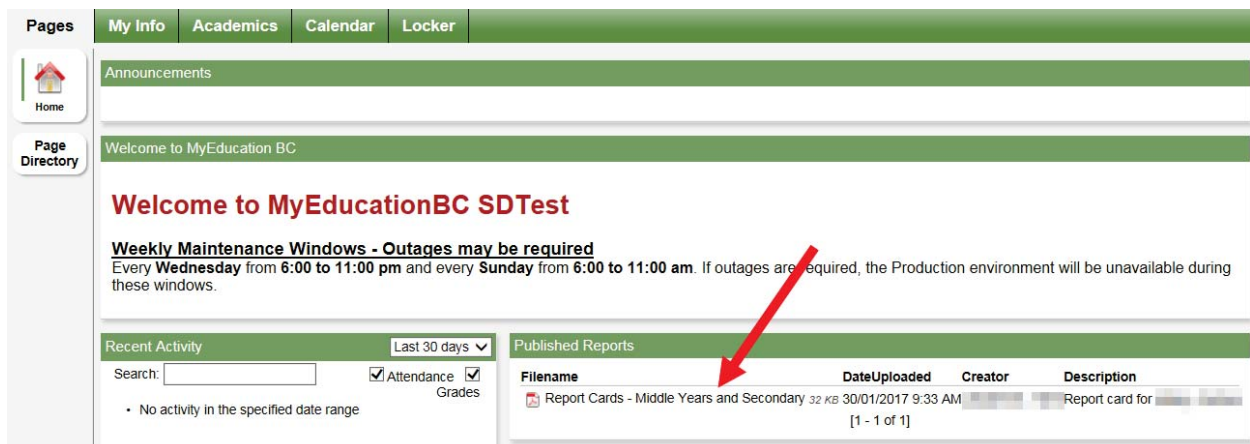 Pages My Info Academics Calendar Locker
Home
Page
Directory
Announcements
Welcome to MyEducation BC
Welcome to MyEducationBC SDTest
Weekly Maintenance Windows - Outages may be required
Every Wednesday from 6:00 to 11:00 pm and every Sunday from 6:00 to 11:00 am. If outages are required, the Production environment will be unavailable during
these windows.
Recent Activity Last 30 days
Search: Attendance
Grades
• No activity in the specified date range
Published Reports
Filename DateUploaded Creator Description
Report Cards - Middle Years and Secondary 32 KB 30/01/2017 9:33 AM Report card for
[1 - 1 of 1]